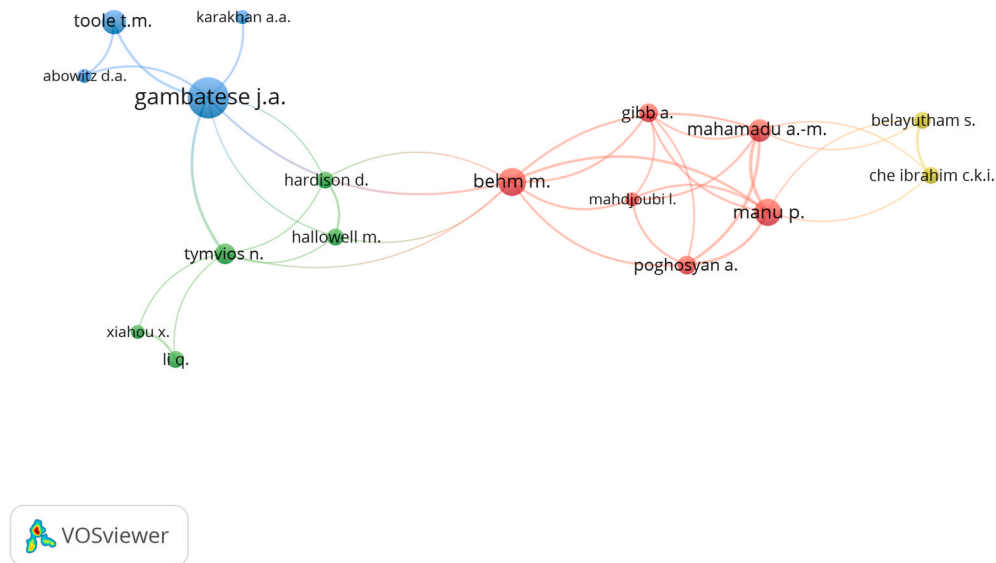 toole t.m.
karakhan a.a.
abowitz d.a.
gambatese j.a.
gibb a.
mahamadu a.-m.
belayutham s.
hardison d.
behm m.
che ibrahim c.k.i.
mahdjoubi l.
manu p.
hallowell m.
tymvios n.
poghosyan a.
xiahou x.
li q.
VOSviewer